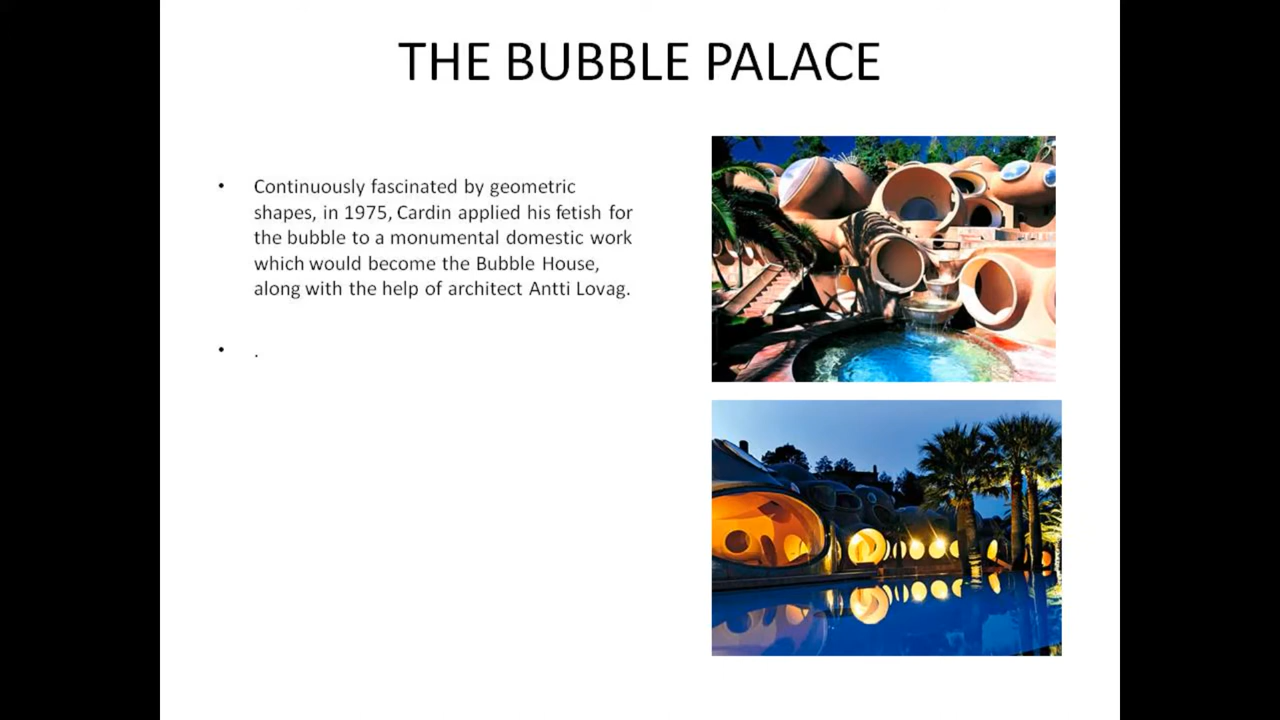 THE BUBBLE PALACE
• Continuously fascinated by geometric
shapes, in 1975, Cardin applied his fetish for
the bubble to a monumental domestic work
which would become the Bubble House,
along with the help of architect Antti Lovag.
• .